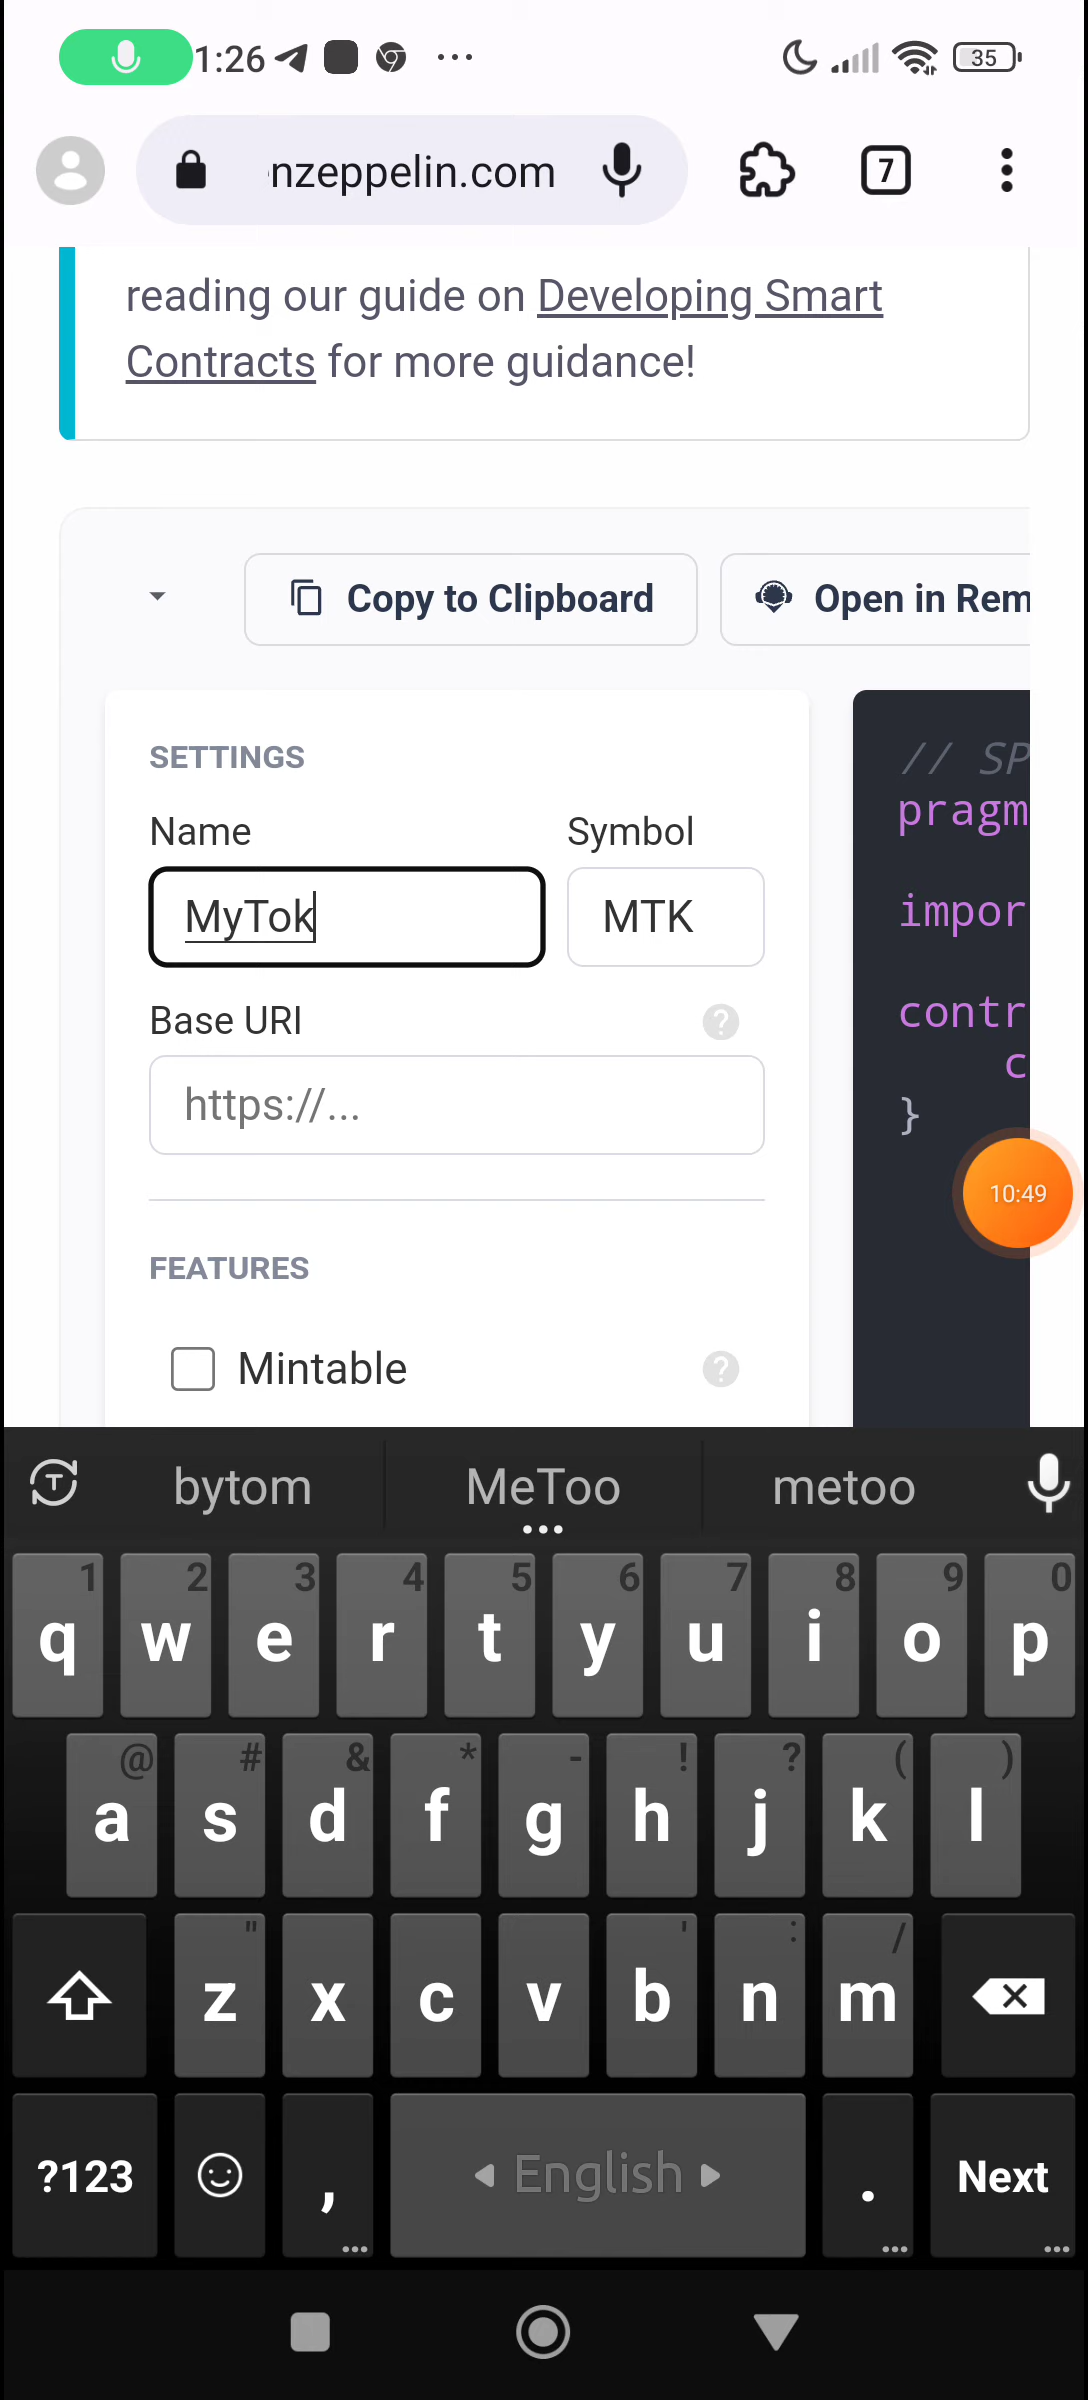 1:26
35
nzeppelin.com
7
reading our guide on Developing Smart
Contracts for more guidance!
Copy to Clipboard
Open in Rem
SETTINGS
Name
Symbol
MyTok
MTK
Base URI
?
https://...
FEATURES
Mintable
?
// SP
pragm
impor
contr
c
}
10:49
T
bytom
MeToo
metoo
1 2 3 4 5 6 7 8 9 0
q w e r t y u i o p
@ # & * - ! ? ( )
a s d f g h j k l
" ' : /
z x c v b n m
?123
,
English
.
Next